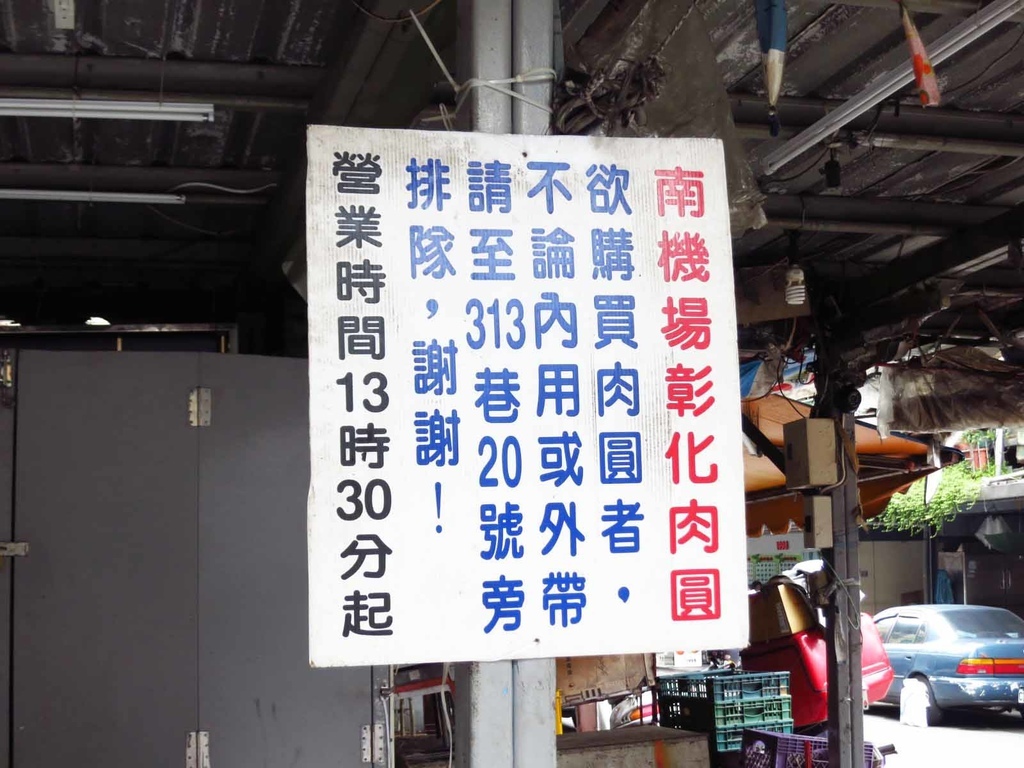 南機場彰化肉圓
欲購買肉圓者,
不論內用或外帶
請至313巷20號旁
排隊,謝謝!
營業時間13時30分起